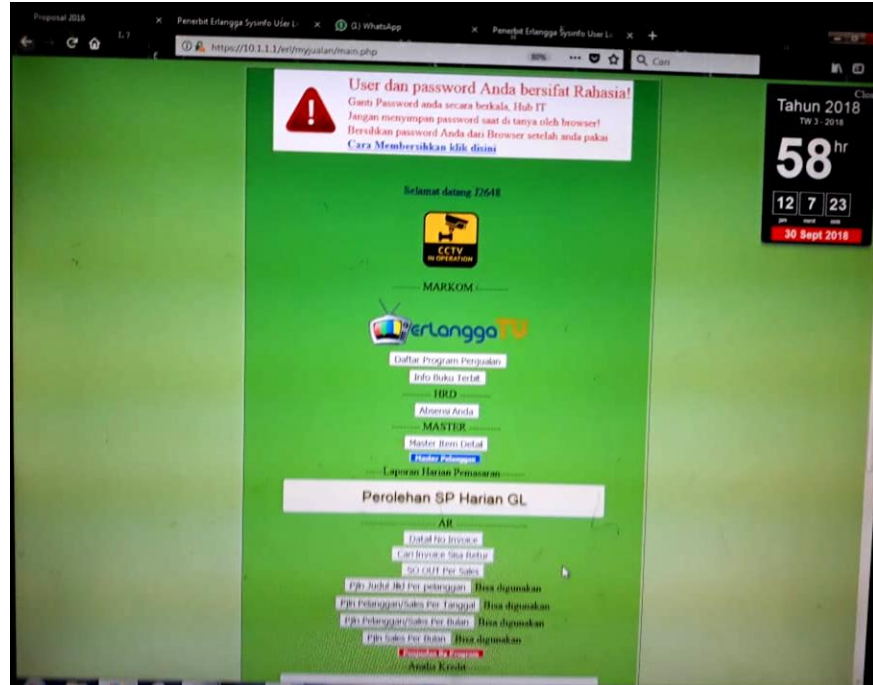 Proposal 2018
Penerbit Erlangga Sysinfo User L
(1) WhatsApp
Penerbit Erlangga Sysinfo User L
https://10.1.1.1/erl/myjualan/main.php
80%
Cari
User dan password Anda bersifat Rahasia!
Ganti Password anda secara berkala, Hub IT
Jangan menyimpan password saat di tanya oleh browser!
Bersihkan password Anda dari Browser setelah anda pakai
Cara Membersihkan klik disini
Clos
Tahun 2018
TW 3 - 2018
58 hr
12 7 23
30 Sept 2018
Selamat datang J2648
CCTV
IN OPERATION
MARKOM
erLanggaTV
Daftar Program Penjualan
Info Buku Terbit
HRD
Absensi Anda
MASTER
Master Item Detail
Master Pelanggan
Laporan Harian Pemasaran
Perolehan SP Harian GL
AR
Datail No Invoice
Cari Invoice Sisa Retur
SO OUT Per Sales
Pjln Judul Jlid Per pelanggan Bisa digunakan
Pjln Pelanggan/Sales Per Tanggal Bisa digunakan
Pjln Pelanggan/Sales Per Bulan Bisa digunakan
Pjln Sales Per Bulan Bisa digunakan
Analis Kredit